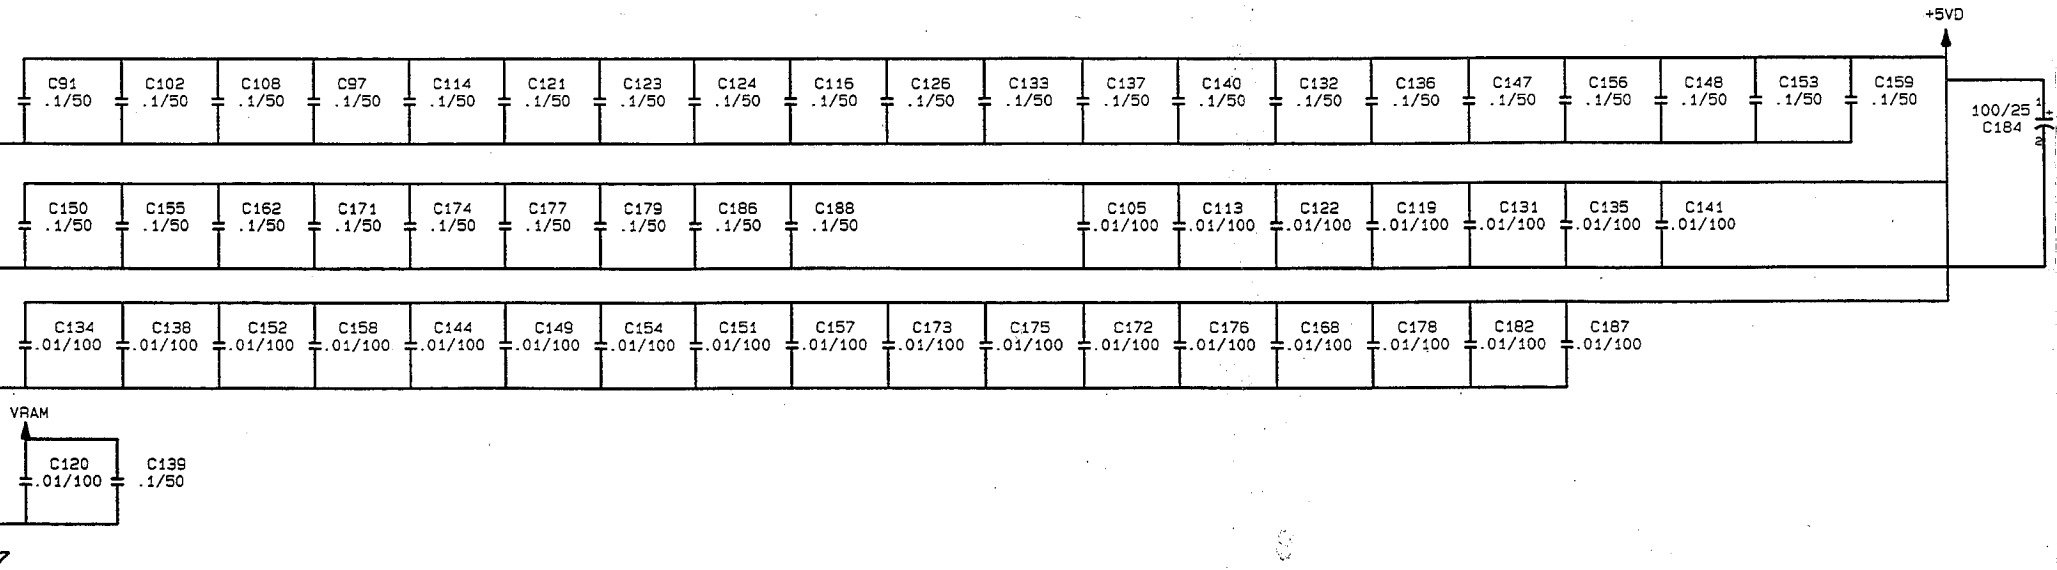 +5VD
C91 C102 C108 C97 C114 C121 C123 C124 C116 C126 C133 C137 C140 C132 C136 C147 C156 C148 C153 C159
.1/50 .1/50 .1/50 .1/50 .1/50 .1/50 .1/50 .1/50 .1/50 .1/50 .1/50 .1/50 .1/50 .1/50 .1/50 .1/50 .1/50 .1/50 .1/50 .1/50
100/25 1 +
C184
2
C150 C155 C162 C171 C174 C177 C179 C186 C188 C105 C113 C122 C119 C131 C135 C141
.1/50 .1/50 .1/50 .1/50 .1/50 .1/50 .1/50 .1/50 .1/50 .01/100 .01/100 .01/100 .01/100 .01/100 .01/100 .01/100
C134 C138 C152 C158 C144 C149 C154 C151 C157 C173 C175 C172 C176 C168 C178 C182 C187
.01/100 .01/100 .01/100 .01/100 .01/100 .01/100 .01/100 .01/100 .01/100 .01/100 .01/100 .01/100 .01/100 .01/100 .01/100 .01/100 .01/100
VRAM
C120 C139
.01/100 .1/50